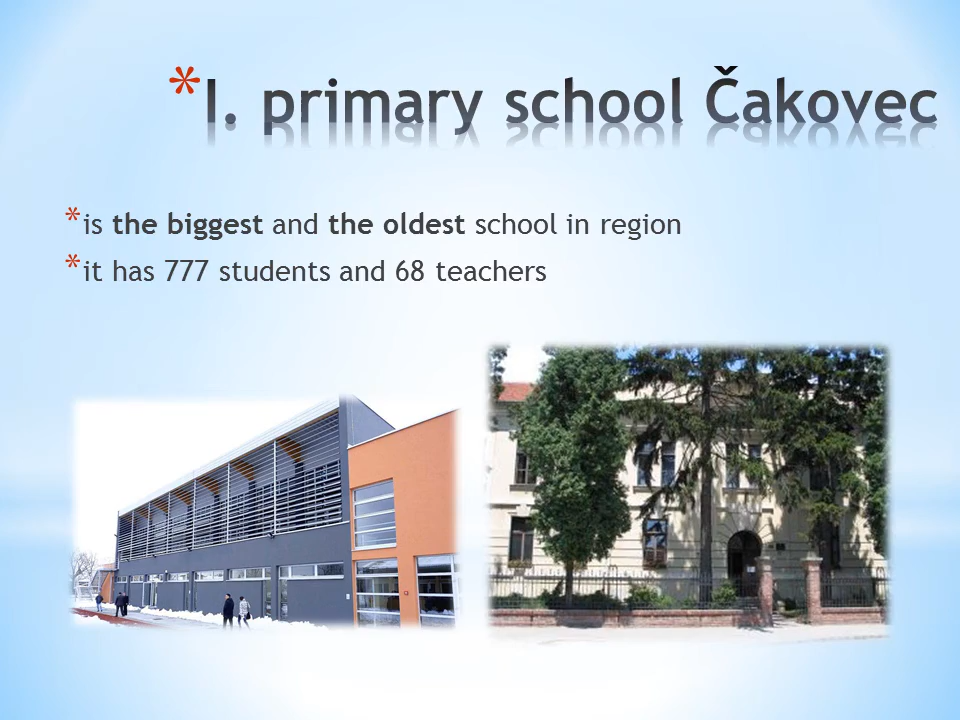 * I. primary school Čakovec
* is the biggest and the oldest school in region
* it has 777 students and 68 teachers